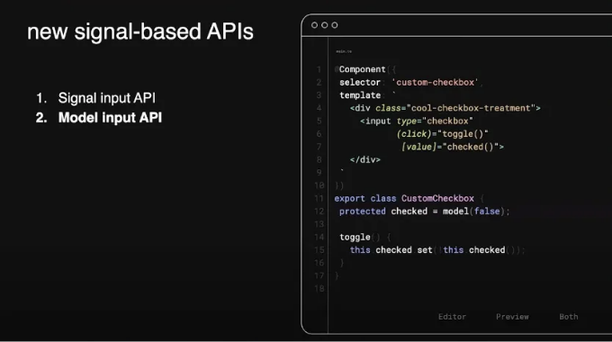 new signal-based APIs
1. Signal input API
2. Model input API
main.ts
1 @Component({
2 selector: 'custom-checkbox',
3 template: `
4 <div class="cool-checkbox-treatment">
5 <input type="checkbox"
6 (click)="toggle()"
7 [value]="checked()">
8 </div>
9 `
10 })
11 export class CustomCheckbox {
12 protected checked = model(false);
13
14 toggle() {
15 this.checked.set(!this.checked());
16 }
17 }
18
Editor Preview Both